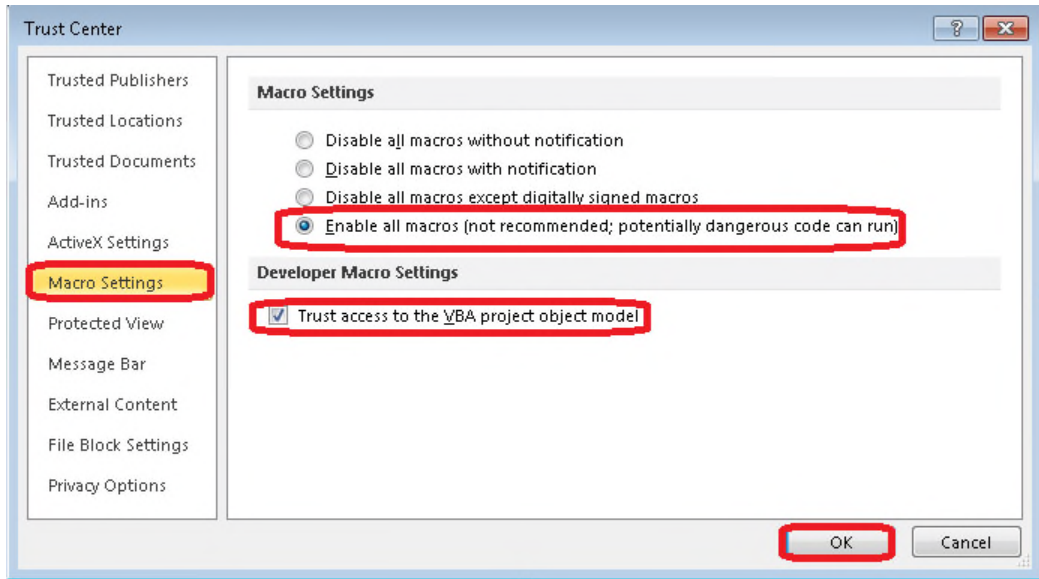 Trust Center
Trusted Publishers
Trusted Locations
Trusted Documents
Add-ins
ActiveX Settings
Macro Settings
Protected View
Message Bar
External Content
File Block Settings
Privacy Options
Macro Settings
Disable all macros without notification
Disable all macros with notification
Disable all macros except digitally signed macros
Enable all macros (not recommended; potentially dangerous code can run)
Developer Macro Settings
Trust access to the VBA project object model
OK
Cancel